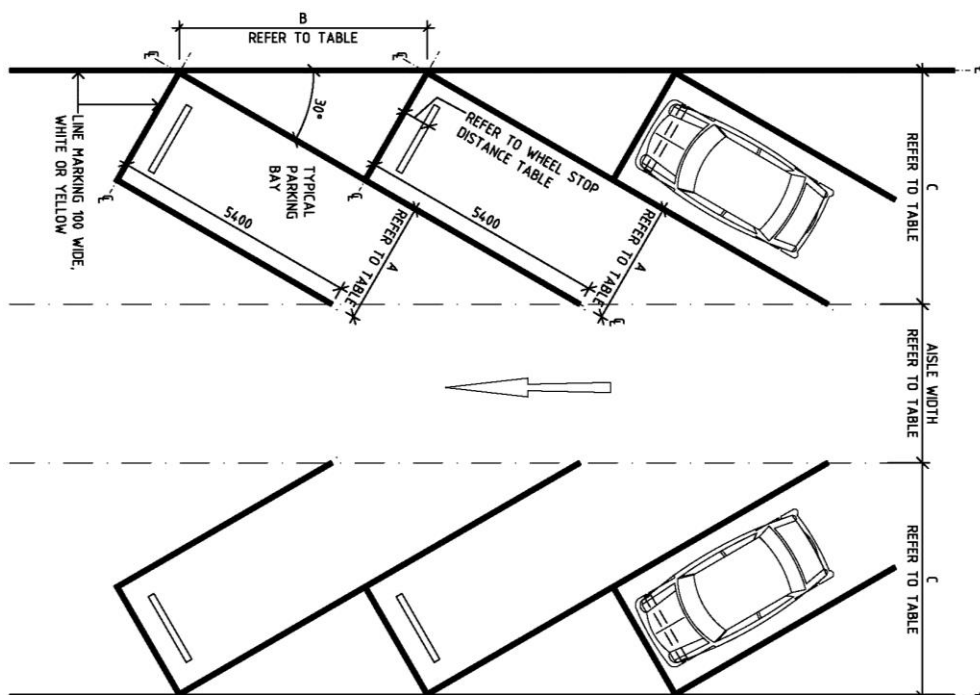 B
REFER TO TABLE
30°
LINE MARKING 100 WIDE,
WHITE OR YELLOW
TYPICAL
PARKING
BAY
REFER TO WHEEL STOP
DISTANCE TABLE
5400
5400
A
REFER TO TABLE
A
REFER TO TABLE
C
REFER TO TABLE
AISLE WIDTH
REFER TO TABLE
C
REFER TO TABLE